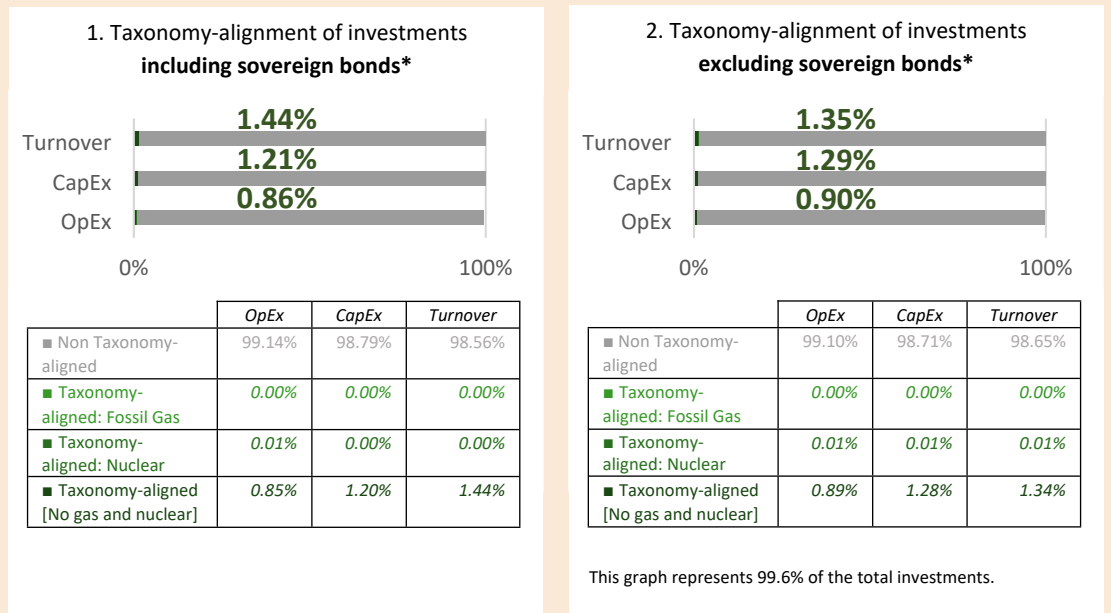 1. Taxonomy-alignment of investments
including sovereign bonds*
1.44%
Turnover
1.21%
CapEx
0.86%
OpEx
0% 100%
OpEx CapEx Turnover
■ Non Taxonomy- 99.14% 98.79% 98.56%
aligned
■ Taxonomy- 0.00% 0.00% 0.00%
aligned: Fossil Gas
■ Taxonomy- 0.01% 0.00% 0.00%
aligned: Nuclear
■ Taxonomy-aligned 0.85% 1.20% 1.44%
[No gas and nuclear]
2. Taxonomy-alignment of investments
excluding sovereign bonds*
1.35%
Turnover
1.29%
CapEx
0.90%
OpEx
0% 100%
OpEx CapEx Turnover
■ Non Taxonomy- 99.10% 98.71% 98.65%
aligned
■ Taxonomy- 0.00% 0.00% 0.00%
aligned: Fossil Gas
■ Taxonomy- 0.01% 0.01% 0.01%
aligned: Nuclear
■ Taxonomy-aligned 0.89% 1.28% 1.34%
[No gas and nuclear]
This graph represents 99.6% of the total investments.